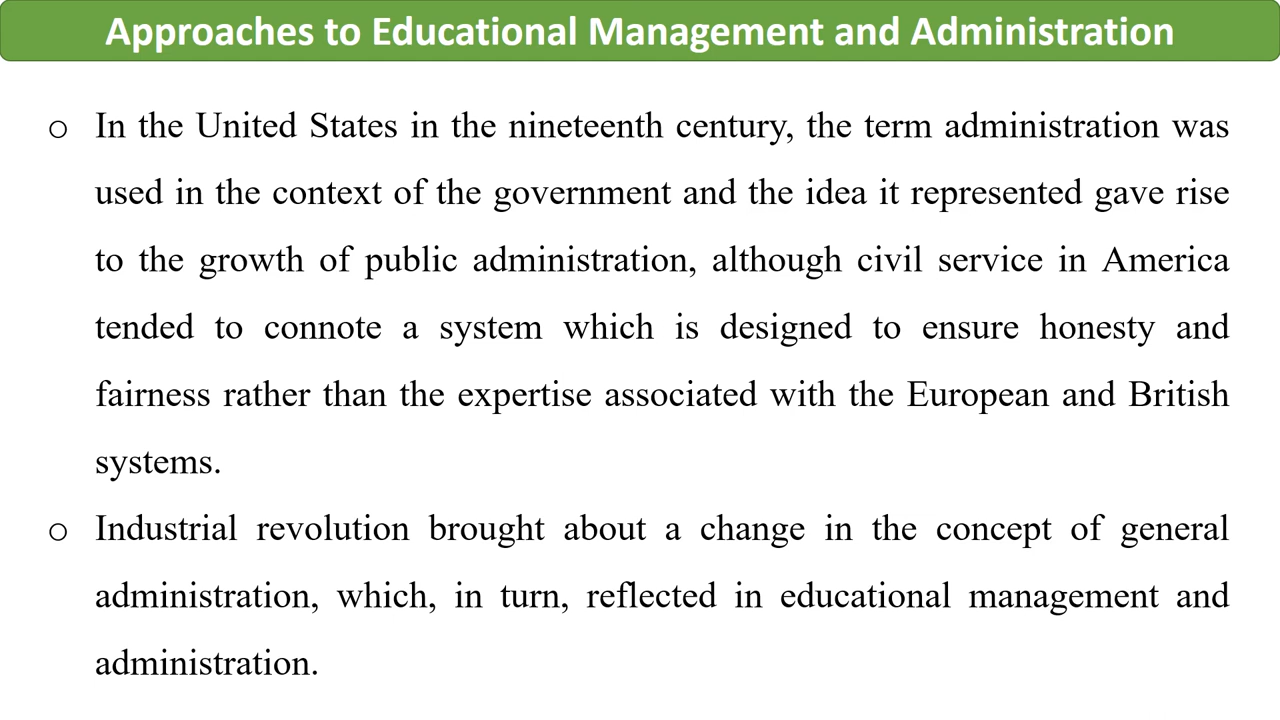 Approaches to Educational Management and Administration
o In the United States in the nineteenth century, the term administration was
used in the context of the government and the idea it represented gave rise
to the growth of public administration, although civil service in America
tended to connote a system which is designed to ensure honesty and
fairness rather than the expertise associated with the European and British
systems.
o Industrial revolution brought about a change in the concept of general
administration, which, in turn, reflected in educational management and
administration.